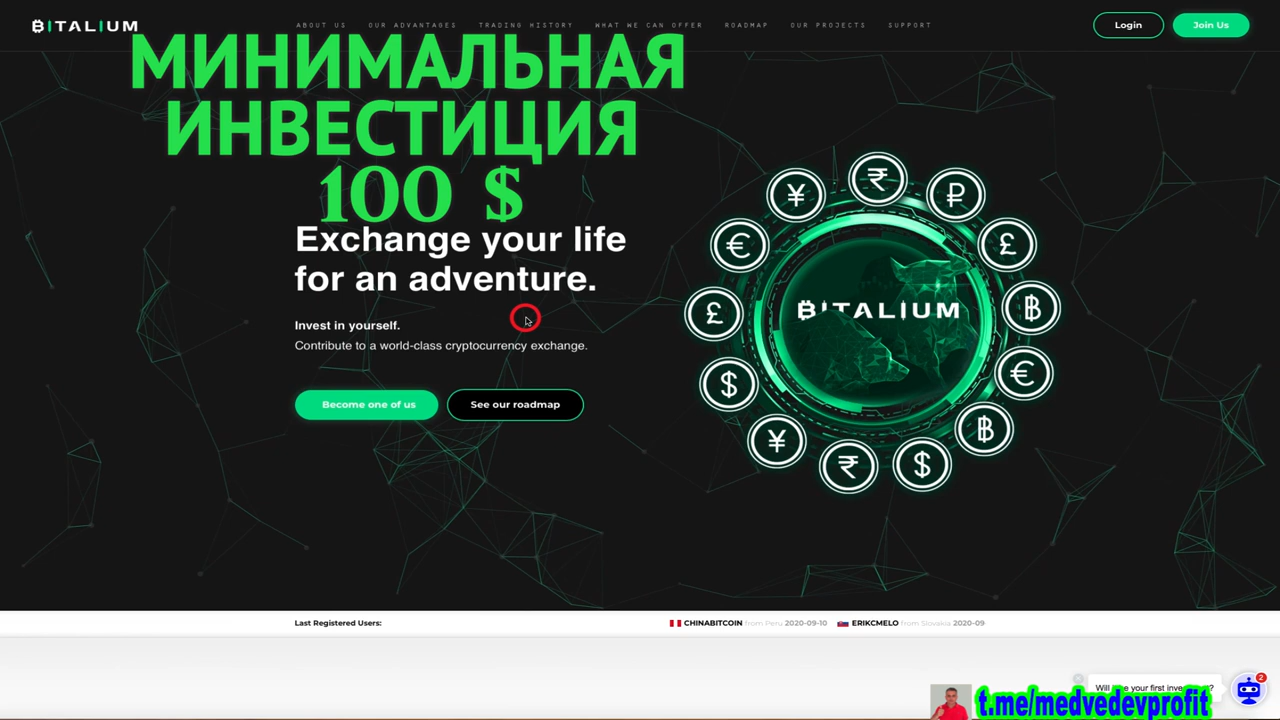 BITALIUM
ABOUT US OUR ADVANTAGES TRADING HISTORY WHAT WE CAN OFFER ROADMAP OUR PROJECTS SUPPORT
Login
Join Us
МИНИМАЛЬНАЯ
ИНВЕСТИЦИЯ
100 $
Exchange your life
for an adventure.
Invest in yourself.
Contribute to a world-class cryptocurrency exchange.
Become one of us
See our roadmap
BITALIUM
Last Registered Users:
CHINABITCOIN from Peru 2020-09-10
ERIKCMELO from Slovakia 2020-09
t.me/medvedevprofit
2